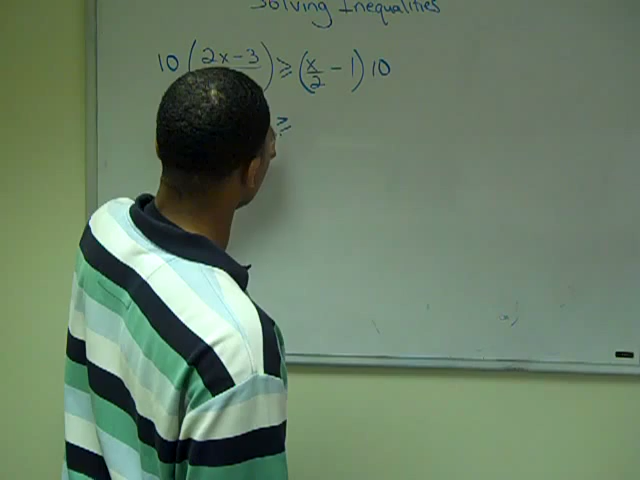 Solving Inequalities
10 ( 2x − 3 ) ≥ ( x/2 − 1 ) 10
≥